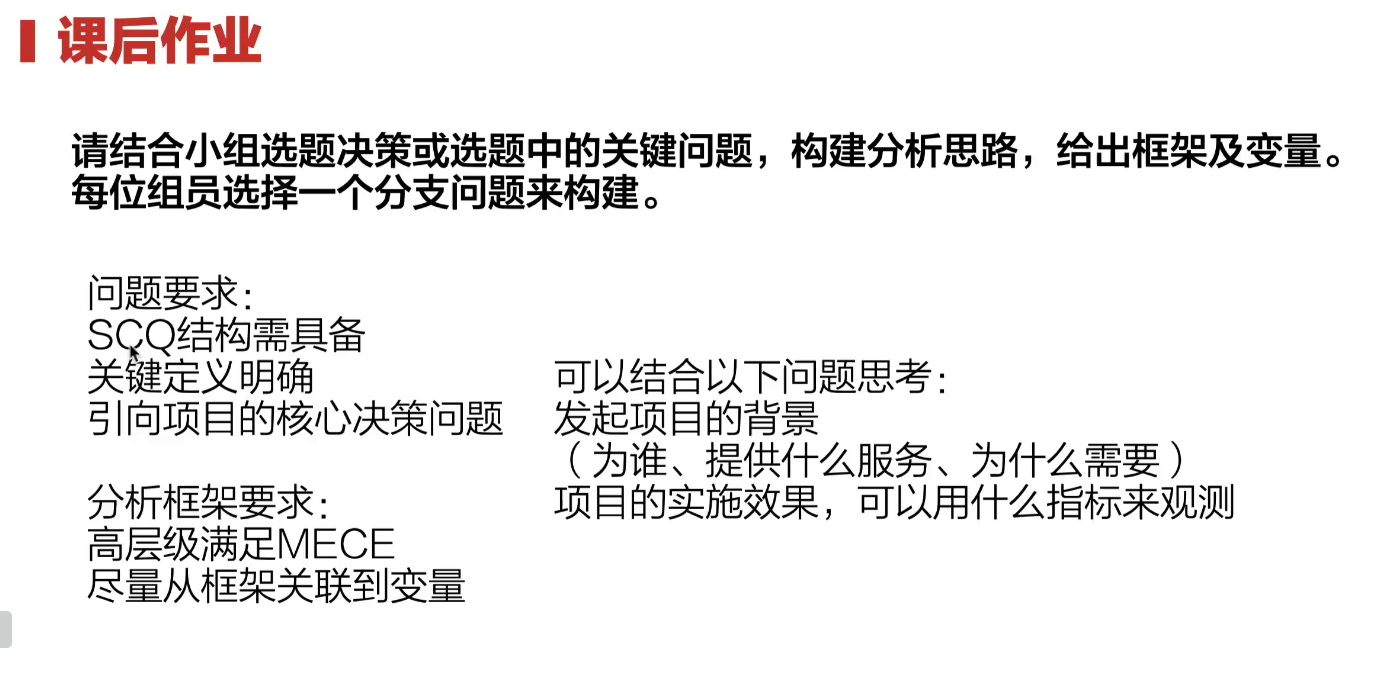 课后作业
请结合小组选题决策或选题中的关键问题，构建分析思路，给出框架及变量。
每位组员选择一个分支问题来构建。
问题要求：
SCQ结构需具备
关键定义明确
引向项目的核心决策问题
分析框架要求：
高层级满足MECE
尽量从框架关联到变量
可以结合以下问题思考：
发起项目的背景
（为谁、提供什么服务、为什么需要）
项目的实施效果，可以用什么指标来观测